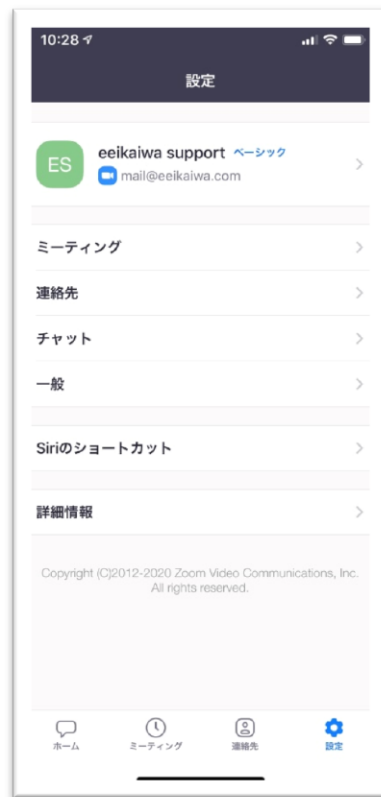 10:28
設定
ES
eeikaiwa support ベーシック
mail@eeikaiwa.com
ミーティング
連絡先
チャット
一般
Siriのショートカット
詳細情報
Copyright (C)2012-2020 Zoom Video Communications, Inc.
All rights reserved.
ホーム ミーティング 連絡先 設定